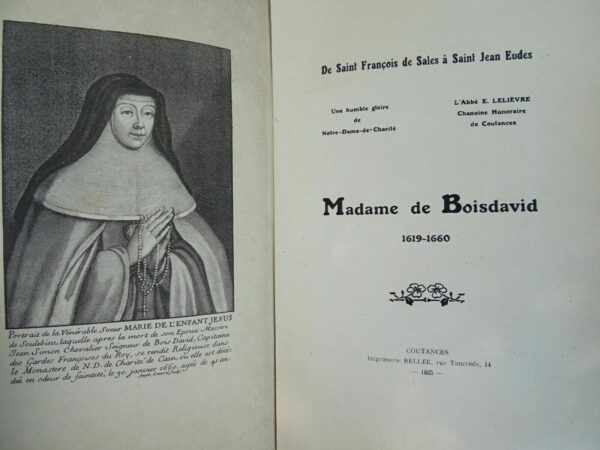 Portrait de la Vénérable Soeur MARIE DE L'ENFANT JESUS
de Soulebieu, laquelle apres la mort de son Epoux Messire
Jean Simon Chevalier Seigneur de Bois David, Capitaine
des Gardes Françoises du Roy, se rendit Religieuse dans
le Monastere de N.D. de Charité de Caen, où elle est déce-
deé en odeur de sainteté, le 30. janvier 1660. ageé de 41 an-
De Saint François de Sales à Saint Jean Eudes
Une humble gloire
de
Notre-Dame-de-Charité
L'Abbé E. LELIÈVRE
Chanoine Honoraire
de Coutances
Madame de Boisdavid
1619-1660
COUTANCES
Imprimerie BELLÉE, rue Tancrède, 14
— 1925 —